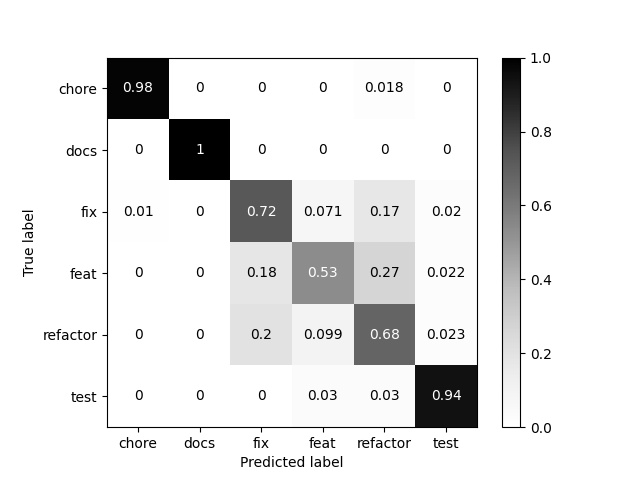 chore 0.98 0 0 0 0.018 0
docs 0 1 0 0 0 0
fix 0.01 0 0.72 0.071 0.17 0.02
feat 0 0 0.18 0.53 0.27 0.022
refactor 0 0 0.2 0.099 0.68 0.023
test 0 0 0 0.03 0.03 0.94
chore docs fix feat refactor test
Predicted label
True label
1.0
0.8
0.6
0.4
0.2
0.0